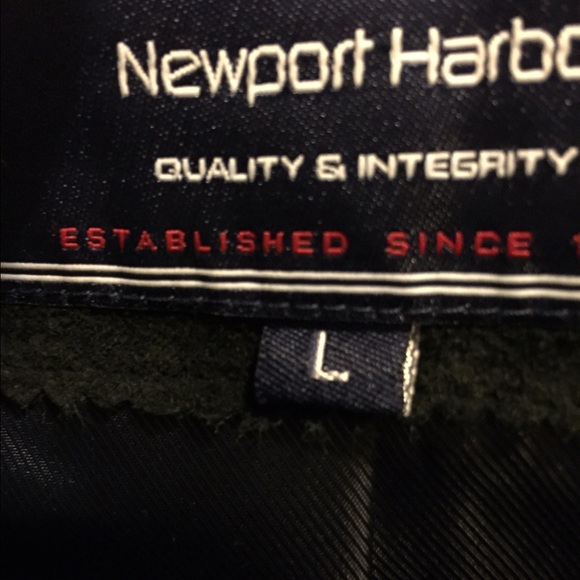 Newport Harbo
QUALITY & INTEGRITY
ESTABLISHED SINCE
L